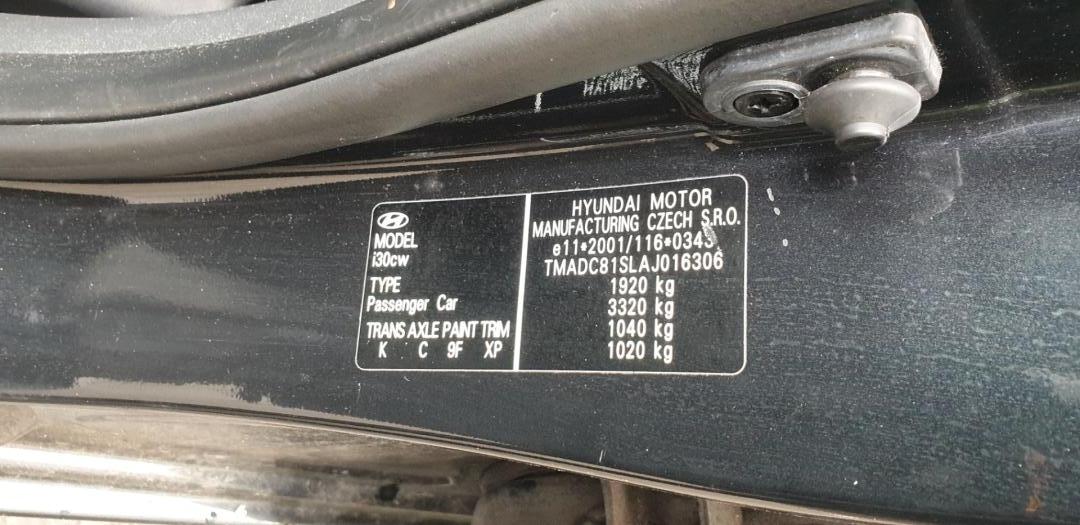 MODEL
i30cw
TYPE
Passenger Car
TRANS AXLE PAINT TRIM
K C 9F XP
HYUNDAI MOTOR
MANUFACTURING CZECH S.R.O.
e11*2001/116*0343
TMADC81SLAJ016306
1920 kg
3320 kg
1040 kg
1020 kg